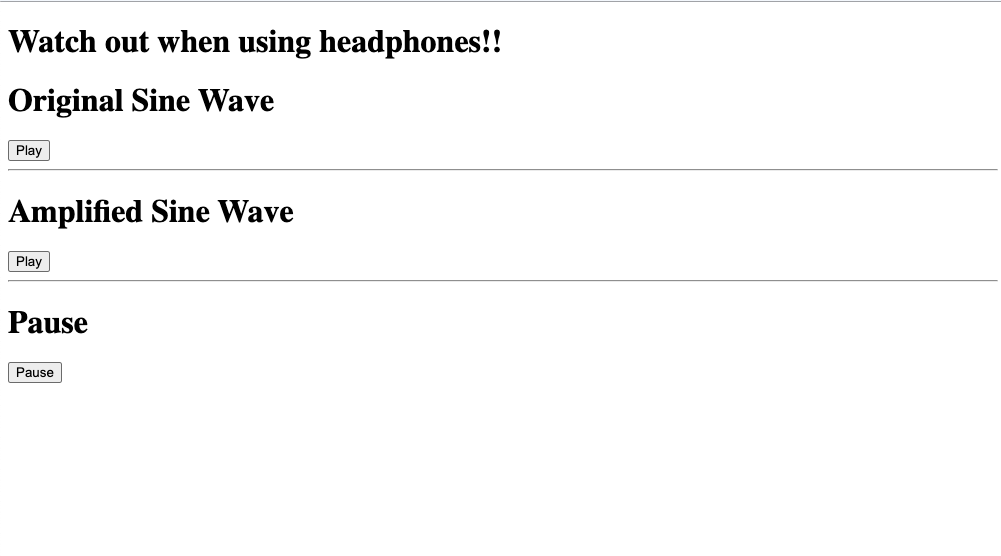 Watch out when using headphones!!
Original Sine Wave
Play
Amplified Sine Wave
Play
Pause
Pause